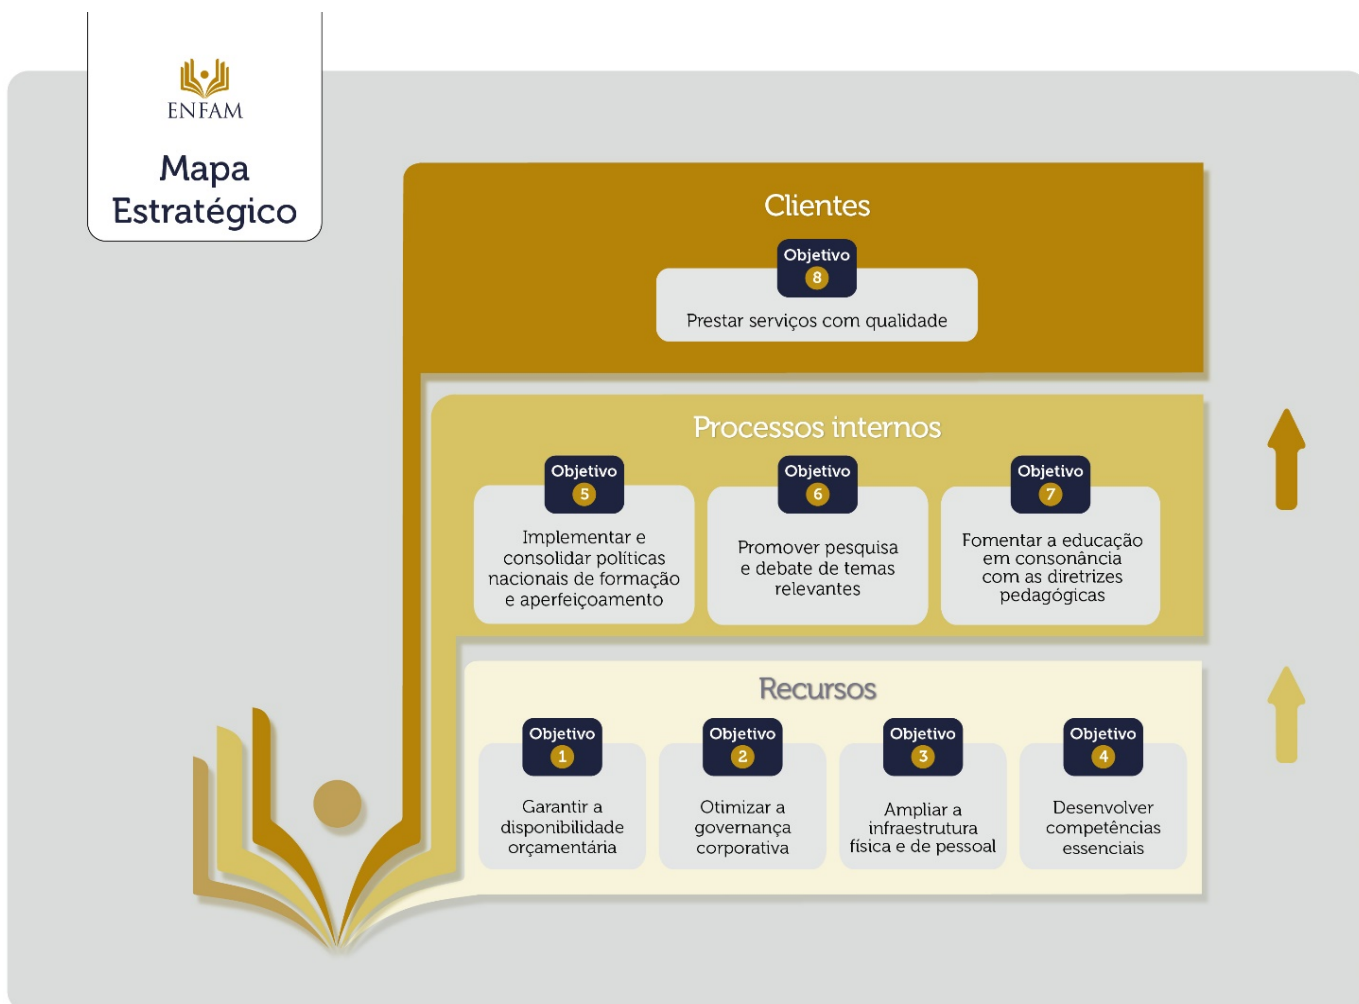 ENFAM
Mapa
Estratégico
Clientes
Objetivo
8
Prestar serviços com qualidade
Processos internos
Objetivo
5
Implementar e
consolidar políticas
nacionais de formação
e aperfeiçoamento
Objetivo
6
Promover pesquisa
e debate de temas
relevantes
Objetivo
7
Fomentar a educação
em consonância
com as diretrizes
pedagógicas
Recursos
Objetivo
1
Garantir a
disponibilidade
orçamentária
Objetivo
2
Otimizar a
governança
corporativa
Objetivo
3
Ampliar a
infraestrutura
física e de pessoal
Objetivo
4
Desenvolver
competências
essenciais